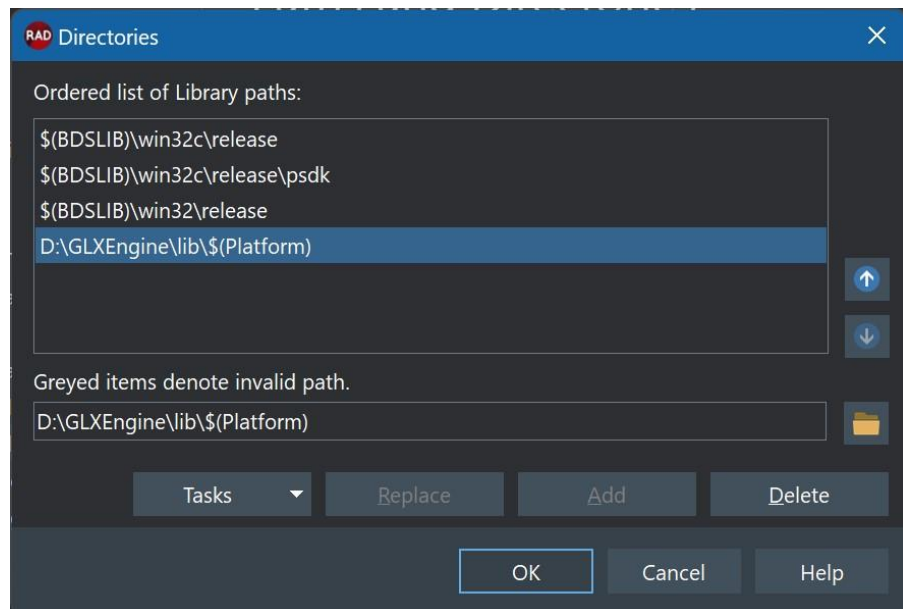 RAD Directories
Ordered list of Library paths:
$(BDSLIB)\win32c\release
$(BDSLIB)\win32c\release\psdk
$(BDSLIB)\win32\release
D:\GLXEngine\lib\$(Platform)
Greyed items denote invalid path.
D:\GLXEngine\lib\$(Platform)
Tasks Replace Add Delete
OK Cancel Help